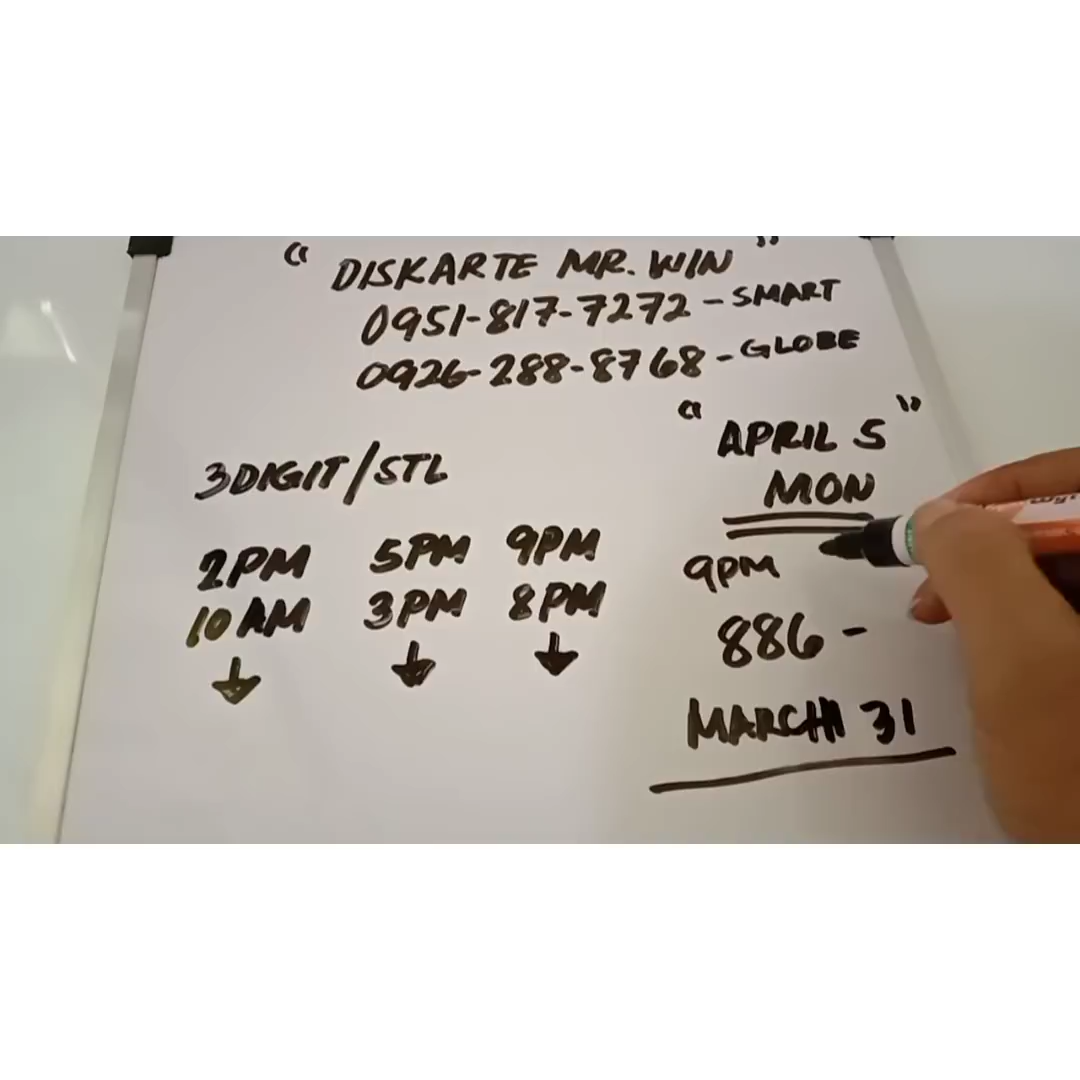 " DISKARTE MR. WIN "
0951-817-7272 - SMART
0926-288-8768 - GLOBE
" APRIL 5 "
MON
3DIGIT/STL
2PM 5PM 9PM
10AM 3PM 8PM
9PM
886 -
MARCH 31